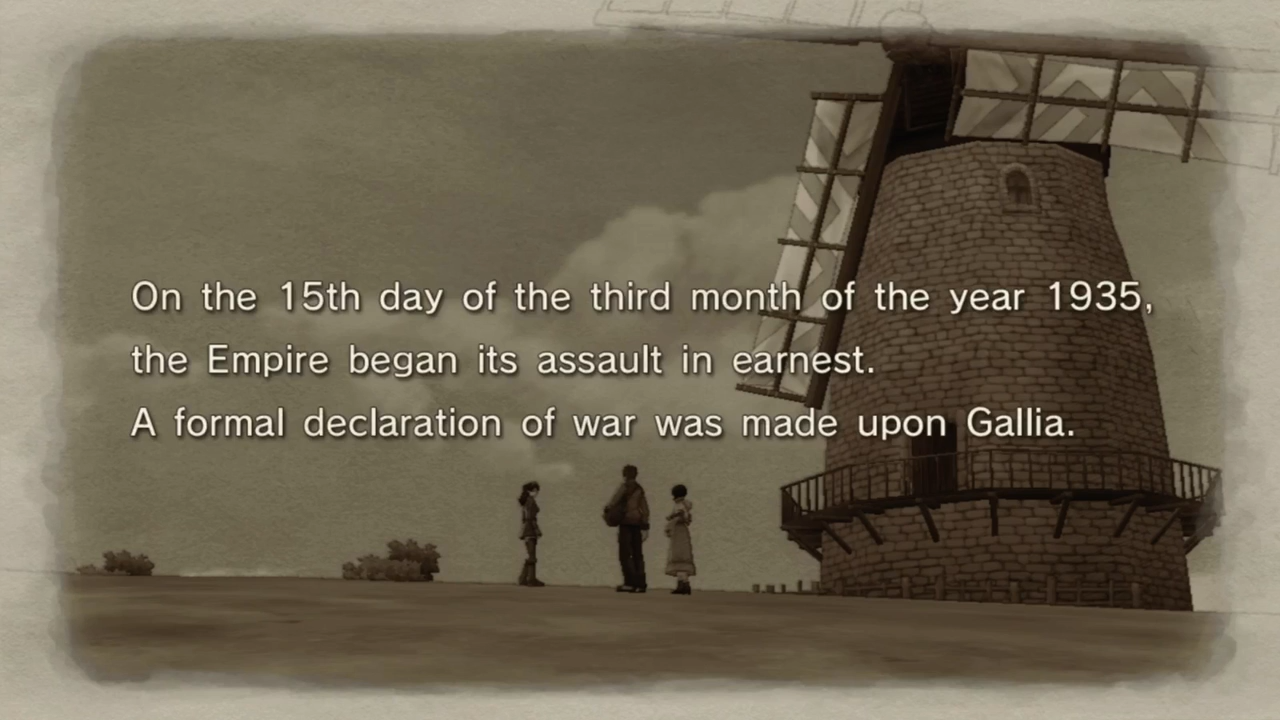 On the 15th day of the third month of the year 1935,
the Empire began its assault in earnest.
A formal declaration of war was made upon Gallia.